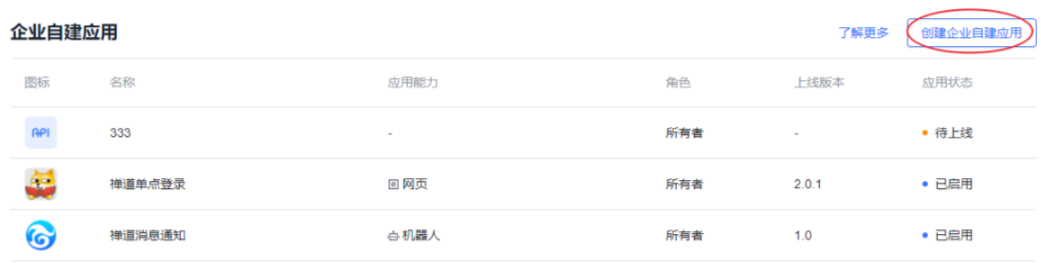 企业自建应用 了解更多 创建企业自建应用
图标 名称 应用能力 角色 上线版本 应用状态
API 333 - 所有者 - 待上线
禅道单点登录 网页 所有者 2.0.1 已启用
禅道消息通知 机器人 所有者 1.0 已启用